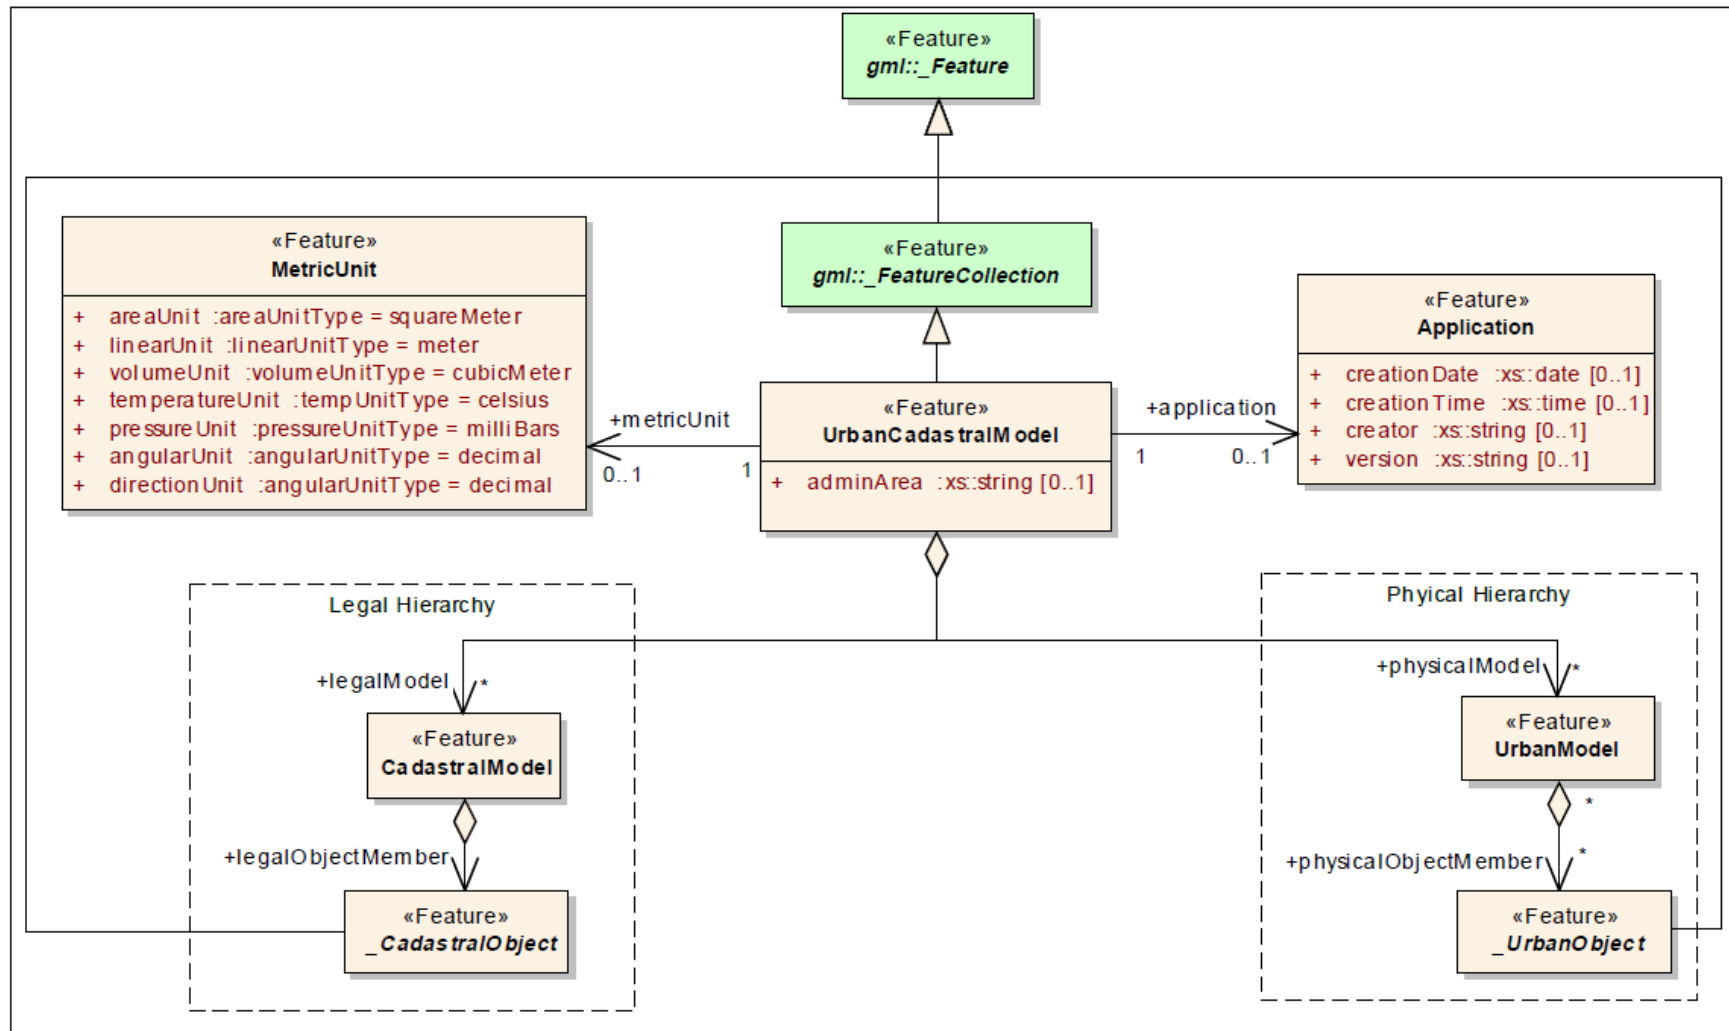 «Feature»
gml::_Feature
«Feature»
MetricUnit
+ areaUnit :areaUnitType = squareMeter
+ linearUnit :linearUnitType = meter
+ volumeUnit :volumeUnitType = cubicMeter
+ temperatureUnit :tempUnitType = celsius
+ pressureUnit :pressureUnitType = milliBars
+ angularUnit :angularUnitType = decimal
+ directionUnit :angularUnitType = decimal
«Feature»
gml::_FeatureCollection
«Feature»
Application
+ creationDate :xs::date [0..1]
+ creationTime :xs::time [0..1]
+ creator :xs::string [0..1]
+ version :xs::string [0..1]
+metricUnit
0..1
1
«Feature»
UrbanCadastralModel
+ adminArea :xs::string [0..1]
+application
1
0..1
Legal Hierarchy
+legalModel
*
«Feature»
CadastralModel
+legalObjectMember
«Feature»
_CadastralObject
Phyical Hierarchy
+physicalModel
*
«Feature»
UrbanModel
*
+physicalObjectMember
*
«Feature»
_UrbanObject